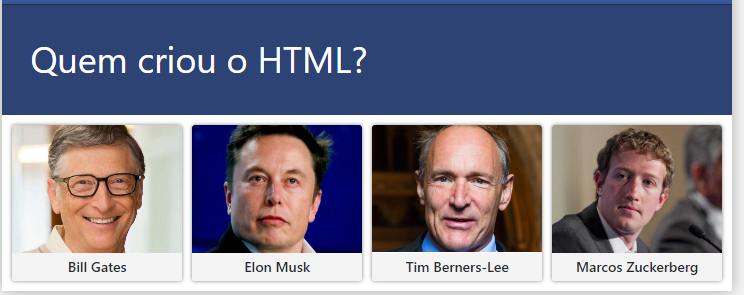 Quem criou o HTML?
Bill Gates
Elon Musk
Tim Berners-Lee
Marcos Zuckerberg